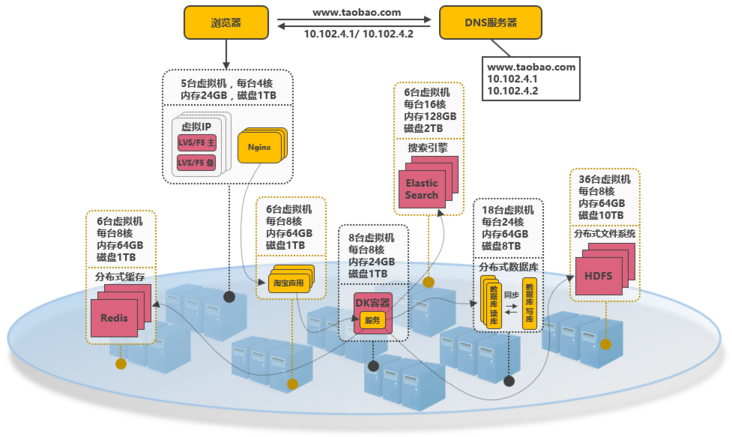 www.taobao.com
浏览器
DNS服务器
10.102.4.1/ 10.102.4.2
www.taobao.com
10.102.4.1
10.102.4.2
5台虚拟机，每台4核
内存24GB，磁盘1TB
虚拟IP
LVS/F5 主
LVS/F5 备
Nginx
6台虚拟机
每台16核
内存128GB
磁盘2TB
搜索引擎
Elastic
Search
36台虚拟机
每台8核
内存64GB
磁盘10TB
分布式文件系统
HDFS
6台虚拟机
每台8核
内存64GB
磁盘1TB
分布式缓存
Redis
6台虚拟机
每台8核
内存64GB
磁盘1TB
淘宝应用
8台虚拟机
每台8核
内存24GB
磁盘1TB
DK容器
服务
18台虚拟机
每台24核
内存64GB
磁盘8TB
分布式数据库
数据库读库
同步
数据库写库